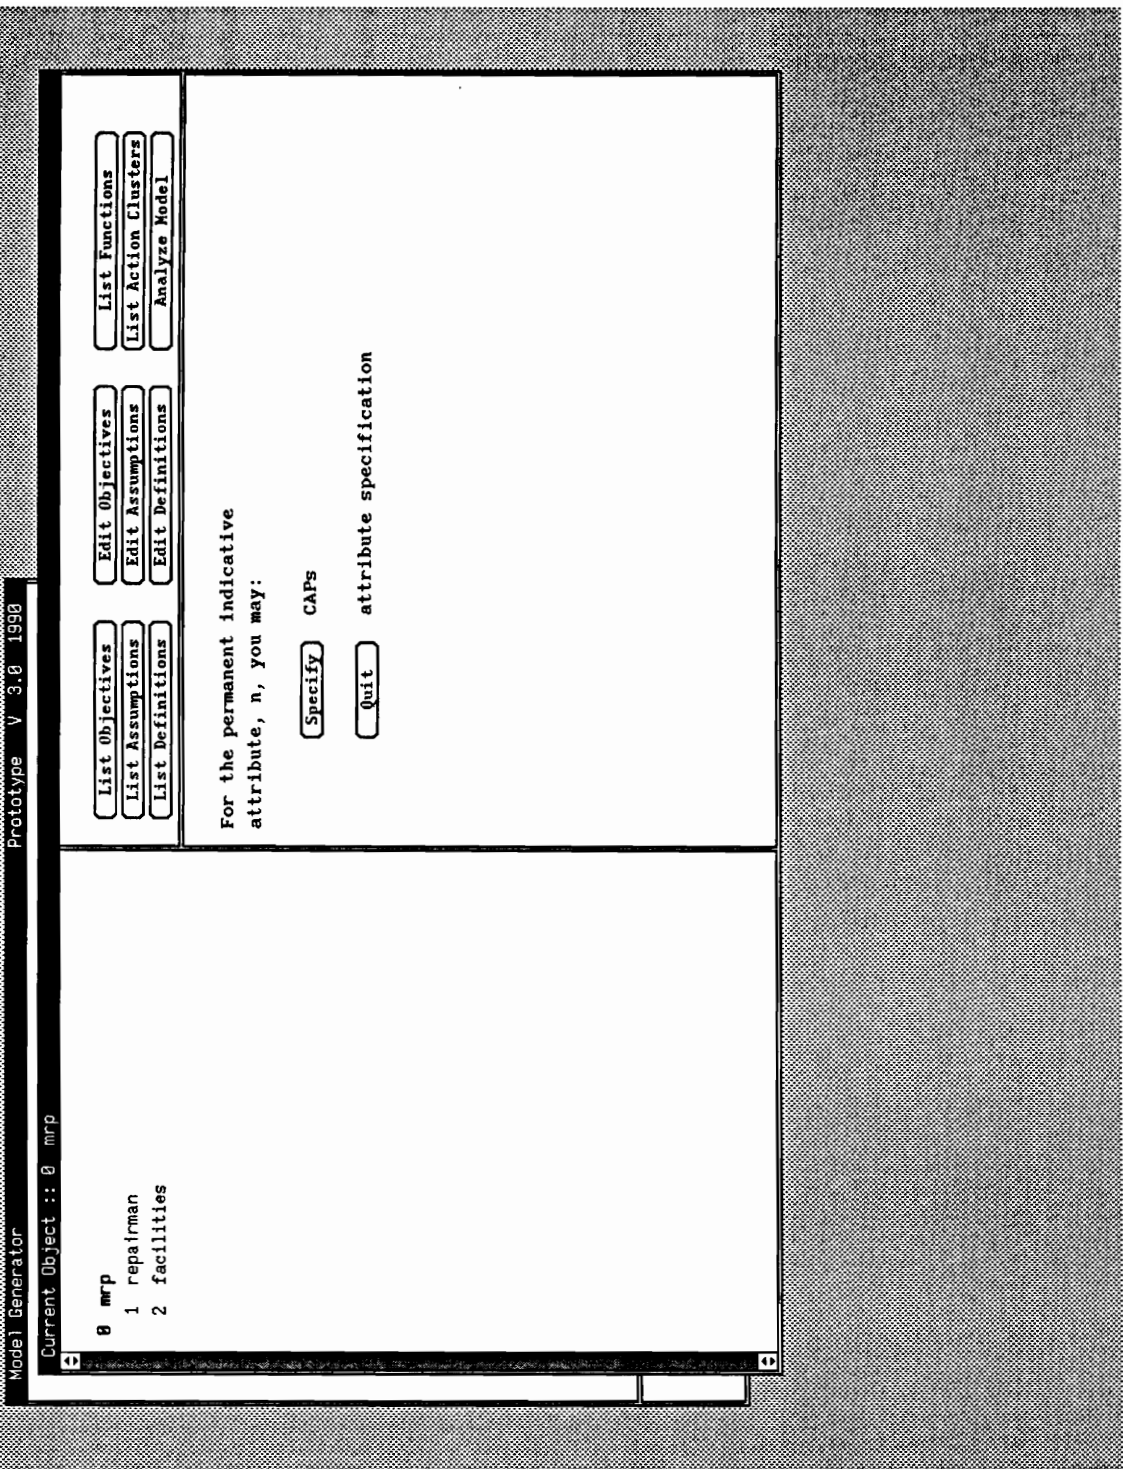 Model Generator Prototype V 3.0 1990
Current Object :: 0 mrp
0 mrp
1 repairman
2 facilities
List Objectives Edit Objectives List Functions
List Assumptions Edit Assumptions List Action Clusters
List Definitions Edit Definitions Analyze Model
For the permanent indicative
attribute, n, you may:
Specify CAPs
Quit attribute specification